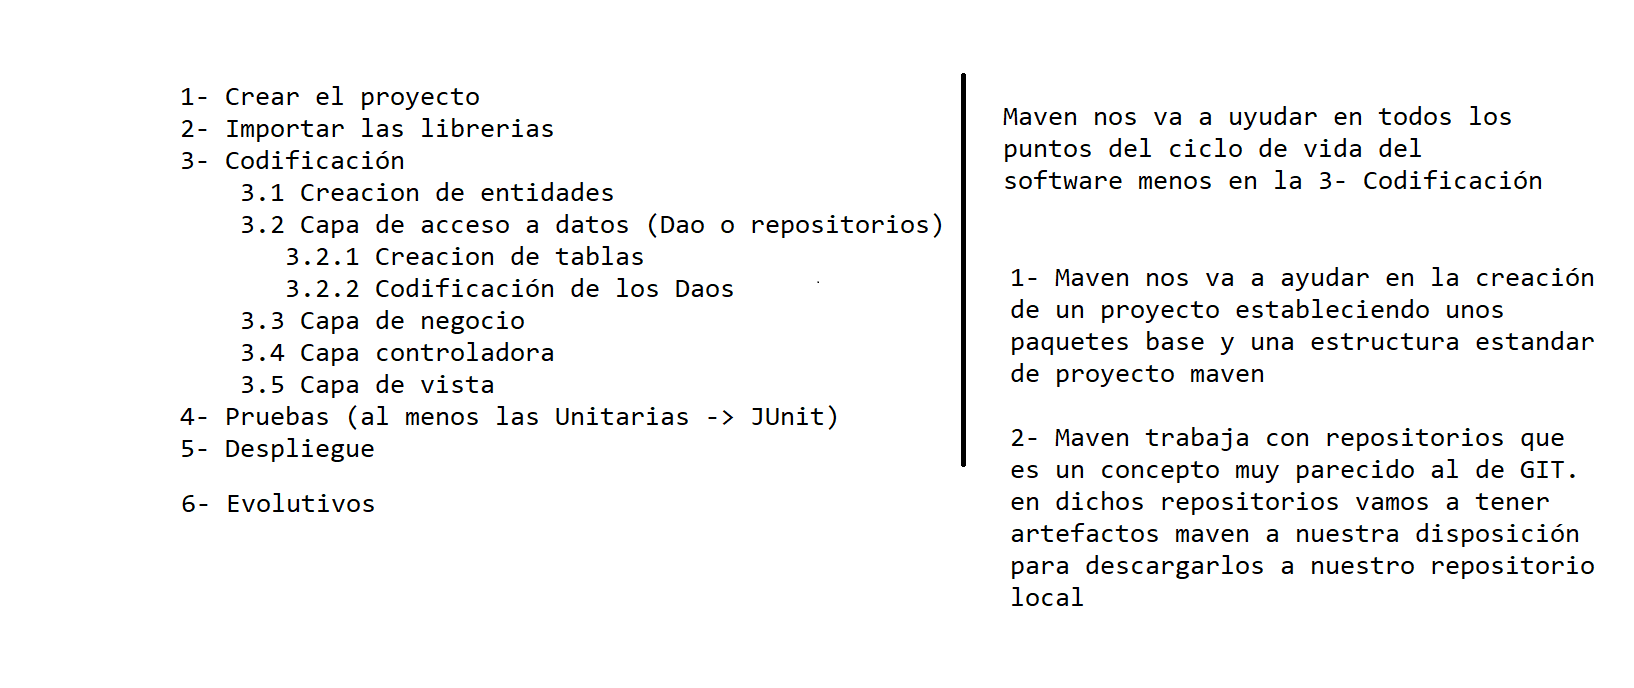 1- Crear el proyecto
2- Importar las librerias
3- Codificación
3.1 Creacion de entidades
3.2 Capa de acceso a datos (Dao o repositorios)
3.2.1 Creacion de tablas
3.2.2 Codificación de los Daos
3.3 Capa de negocio
3.4 Capa controladora
3.5 Capa de vista
4- Pruebas (al menos las Unitarias -> JUnit)
5- Despliegue
6- Evolutivos
Maven nos va a uyudar en todos los
puntos del ciclo de vida del
software menos en la 3- Codificación
1- Maven nos va a ayudar en la creación
de un proyecto estableciendo unos
paquetes base y una estructura estandar
de proyecto maven
2- Maven trabaja con repositorios que
es un concepto muy parecido al de GIT.
en dichos repositorios vamos a tener
artefactos maven a nuestra disposición
para descargarlos a nuestro repositorio
local